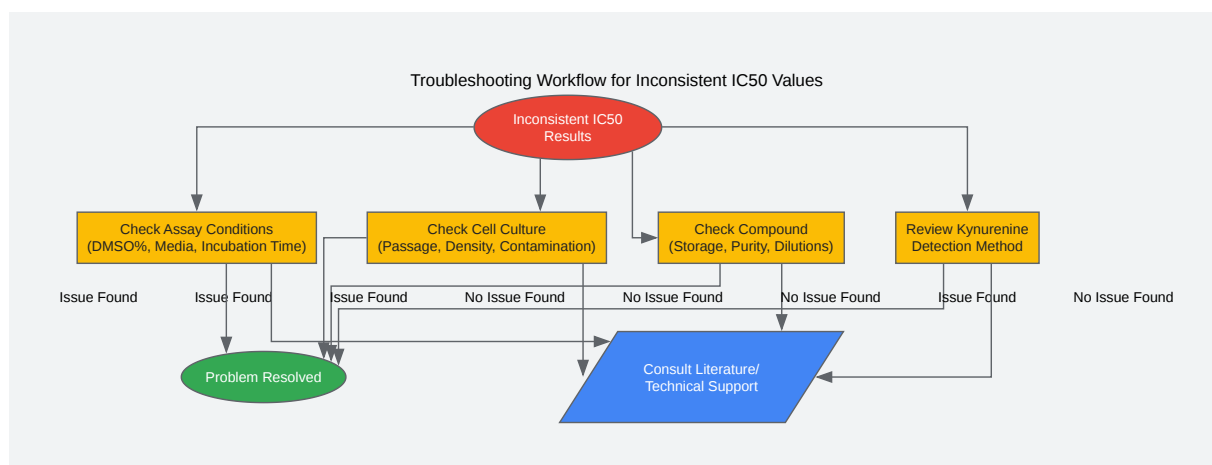 Troubleshooting Workflow for Inconsistent IC50 Values
Inconsistent IC50
Results
Check Assay Conditions
(DMSO%, Media, Incubation Time)
Check Cell Culture
(Passage, Density, Contamination)
Check Compound
(Storage, Purity, Dilutions)
Review Kynurenine
Detection Method
Issue Found
Issue Found
Issue Found
No Issue Found
No Issue Found
No Issue Found
Issue Found
No Issue Found
Problem Resolved
Consult Literature/
Technical Support